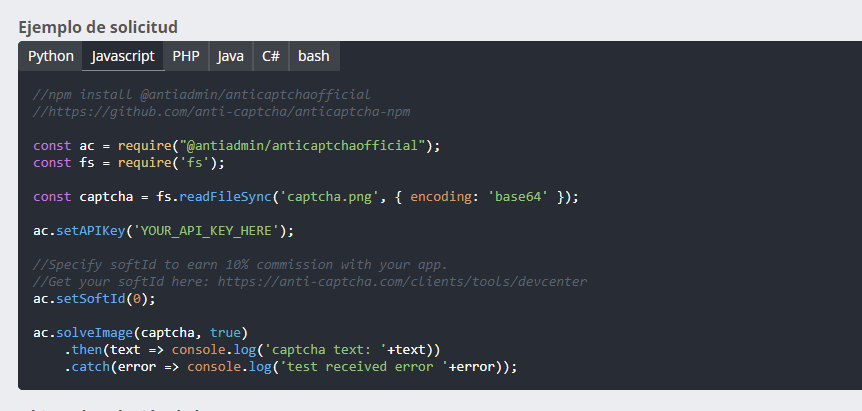 Ejemplo de solicitud
Python Javascript PHP Java C# bash
//npm install @antiadmin/anticaptchaofficial
//https://github.com/anti-captcha/anticaptcha-npm
const ac = require("@antiadmin/anticaptchaofficial");
const fs = require('fs');
const captcha = fs.readFileSync('captcha.png', { encoding: 'base64' });
ac.setAPIKey('YOUR_API_KEY_HERE');
//Specify softId to earn 10% commission with your app.
//Get your softId here: https://anti-captcha.com/clients/tools/devcenter
ac.setSoftId(0);
ac.solveImage(captcha, true)
.then(text => console.log('captcha text: '+text))
.catch(error => console.log('test received error '+error));